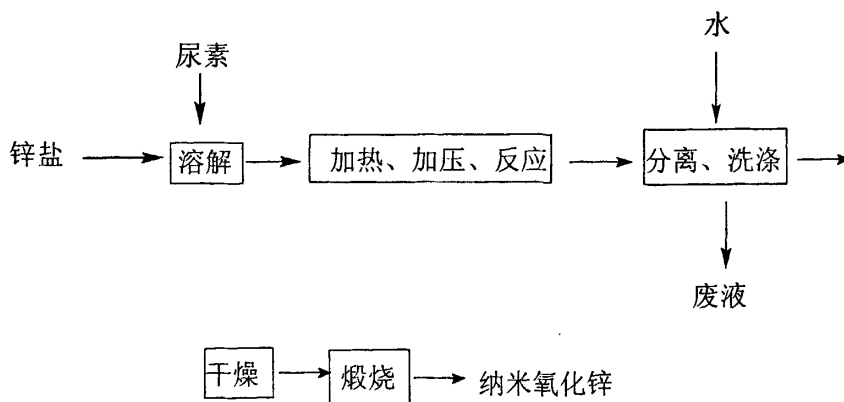 水
尿素
锌盐
溶解
加热、加压、反应
分离、洗涤
废液
干燥
煅烧
纳米氧化锌